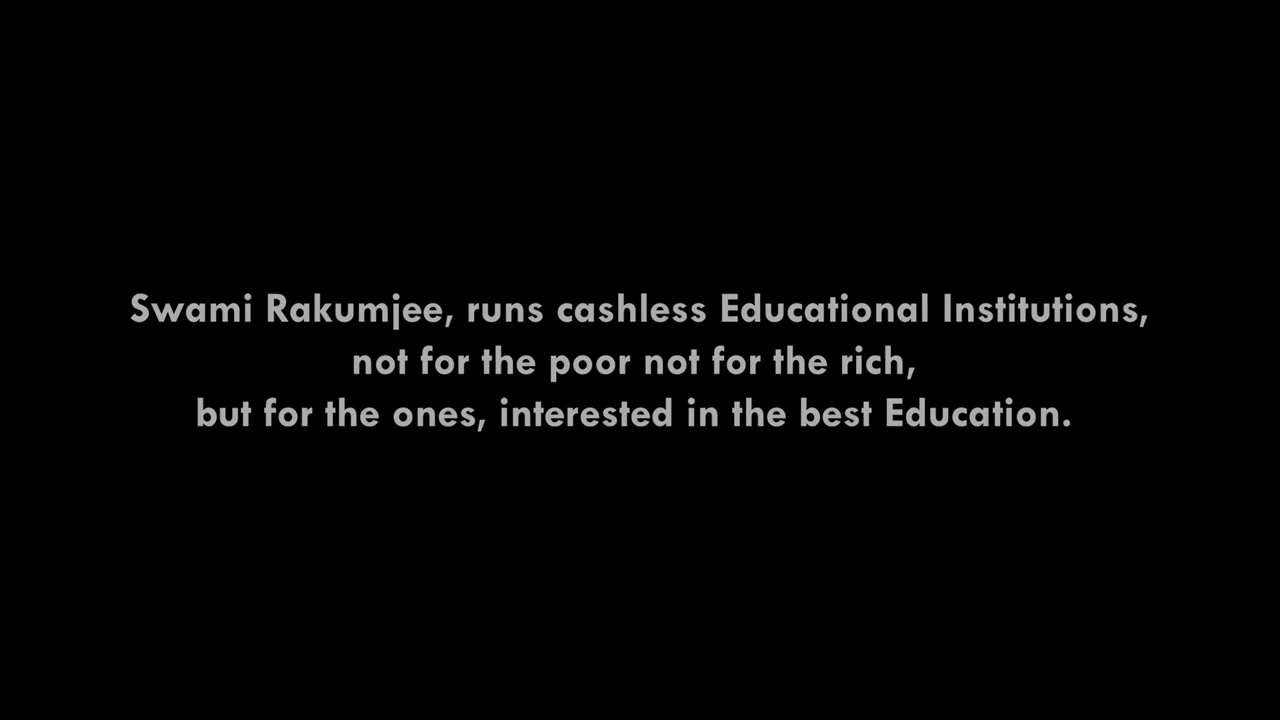 Swami Rakumjee, runs cashless Educational Institutions,
not for the poor not for the rich,
but for the ones, interested in the best Education.